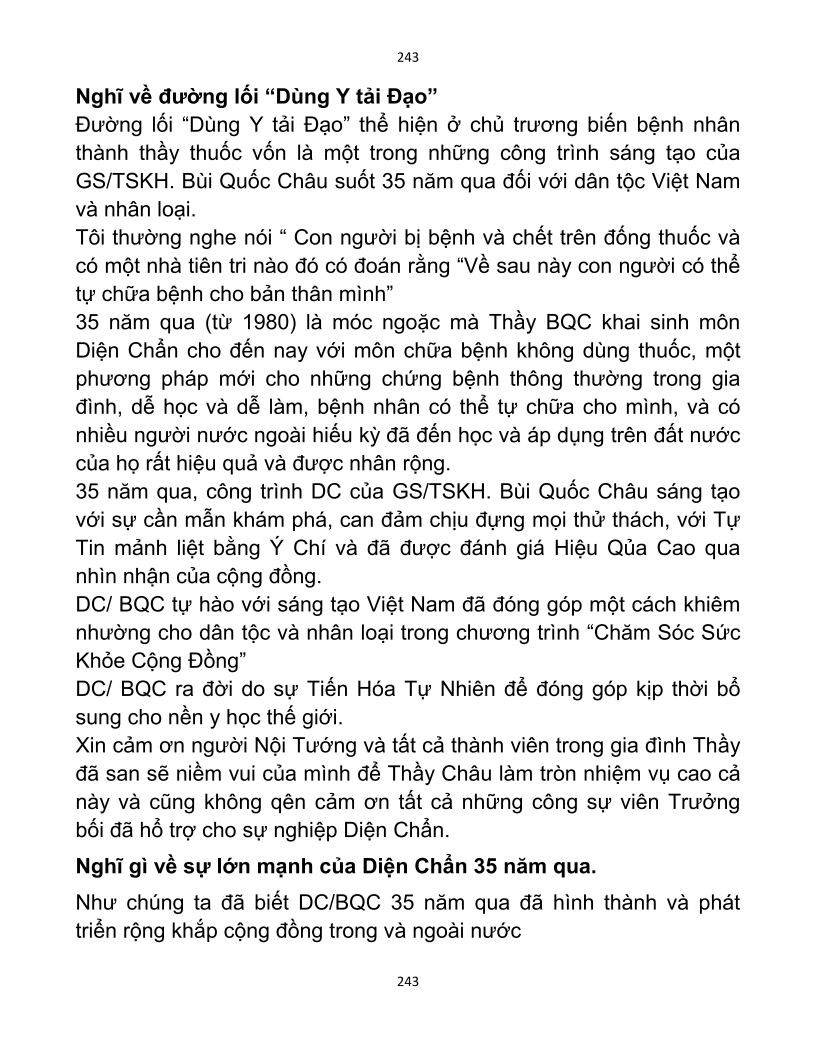 243
Nghĩ về đường lối “Dùng Y tải Đạo”
Đường lối “Dùng Y tải Đạo” thể hiện ở chủ trương biến bệnh nhân
thành thầy thuốc vốn là một trong những công trình sáng tạo của
GS/TSKH. Bùi Quốc Châu suốt 35 năm qua đối với dân tộc Việt Nam
và nhân loại.
Tôi thường nghe nói “ Con người bị bệnh và chết trên đống thuốc và
có một nhà tiên tri nào đó có đoán rằng “Về sau này con người có thể
tự chữa bệnh cho bản thân mình”
35 năm qua (từ 1980) là móc ngoặc mà Thầy BQC khai sinh môn
Diện Chẩn cho đến nay với môn chữa bệnh không dùng thuốc, một
phương pháp mới cho những chứng bệnh thông thường trong gia
đình, dễ học và dễ làm, bệnh nhân có thể tự chữa cho mình, và có
nhiều người nước ngoài hiếu kỳ đã đến học và áp dụng trên đất nước
của họ rất hiệu quả và được nhân rộng.
35 năm qua, công trình DC của GS/TSKH. Bùi Quốc Châu sáng tạo
với sự cần mẫn khám phá, can đảm chịu đựng mọi thử thách, với Tự
Tin mảnh liệt bằng Ý Chí và đã được đánh giá Hiệu Qủa Cao qua
nhìn nhận của cộng đồng.
DC/ BQC tự hào với sáng tạo Việt Nam đã đóng góp một cách khiêm
nhường cho dân tộc và nhân loại trong chương trình “Chăm Sóc Sức
Khỏe Cộng Đồng”
DC/ BQC ra đời do sự Tiến Hóa Tự Nhiên để đóng góp kịp thời bổ
sung cho nền y học thế giới.
Xin cảm ơn người Nội Tướng và tất cả thành viên trong gia đình Thầy
đã san sẽ niềm vui của mình để Thầy Châu làm tròn nhiệm vụ cao cả
này và cũng không qên cảm ơn tất cả những công sự viên Trưởng
bối đã hổ trợ cho sự nghiệp Diện Chẩn.
Nghĩ gì về sự lớn mạnh của Diện Chẩn 35 năm qua.
Như chúng ta đã biết DC/BQC 35 năm qua đã hình thành và phát
triển rộng khắp cộng đồng trong và ngoài nước
243